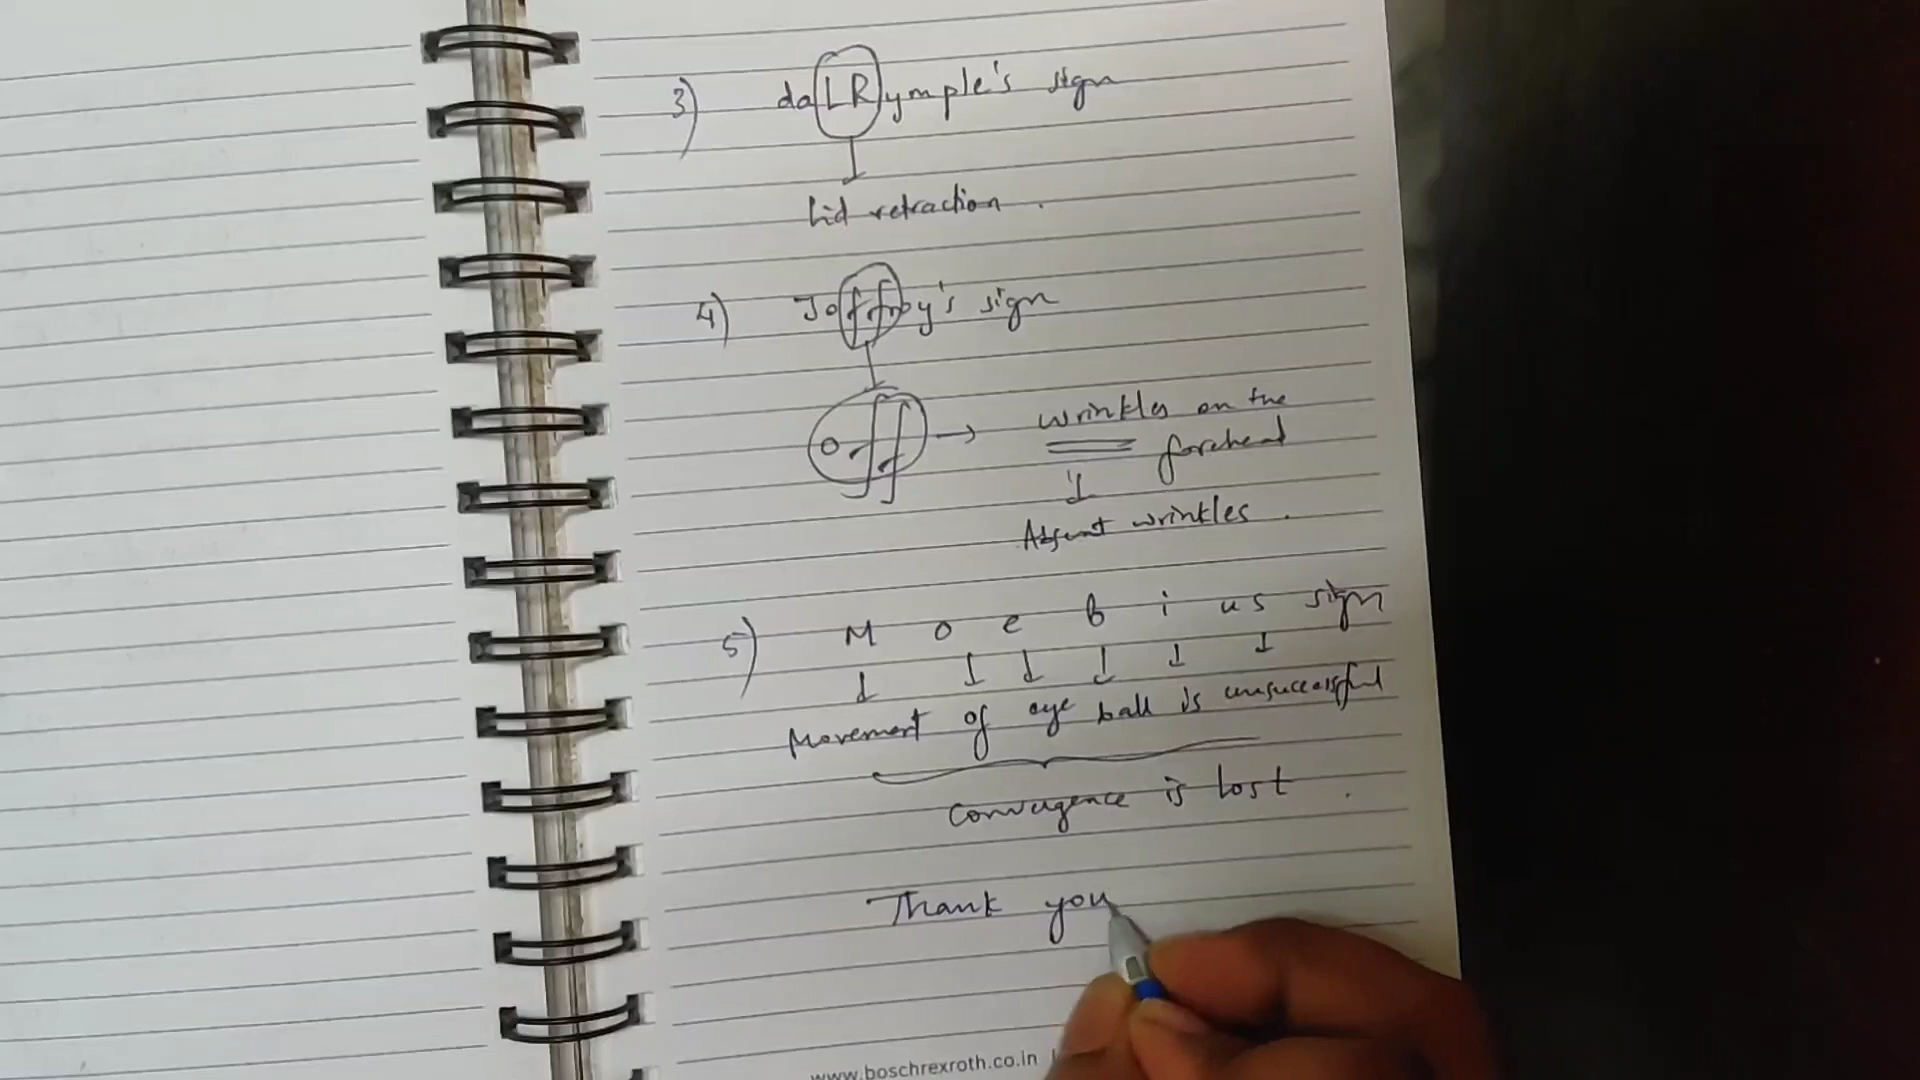 3) daLRymple's sign
Lid retraction .
4) Joffroy's sign
off → wrinkles on the
forehead
Absent wrinkles .
5) M o e b i us sign
Movement of eye ball is unsuccessful
Convergence is lost .
Thank you
www.boschrexroth.co.in